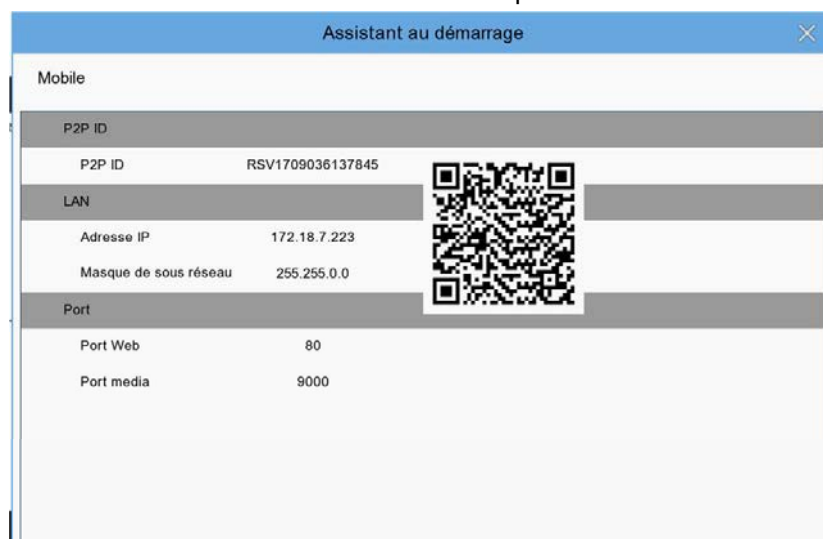 Assistant au démarrage
Mobile
P2P ID
P2P ID RSV1709036137845
LAN
Adresse IP 172.18.7.223
Masque de sous réseau 255.255.0.0
Port
Port Web 80
Port media 9000